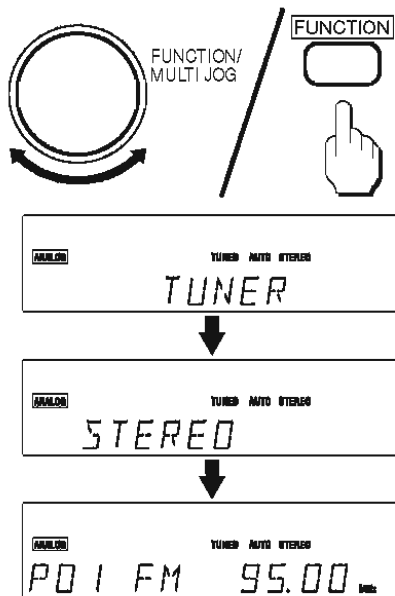 FUNCTION/
MULTI JOG
FUNCTION
ANALOG
TUNED AUTO STEREO
TUNER
ANALOG
TUNED AUTO STEREO
STEREO
ANALOG
TUNED AUTO STEREO
P01 FM 95.00 MHz